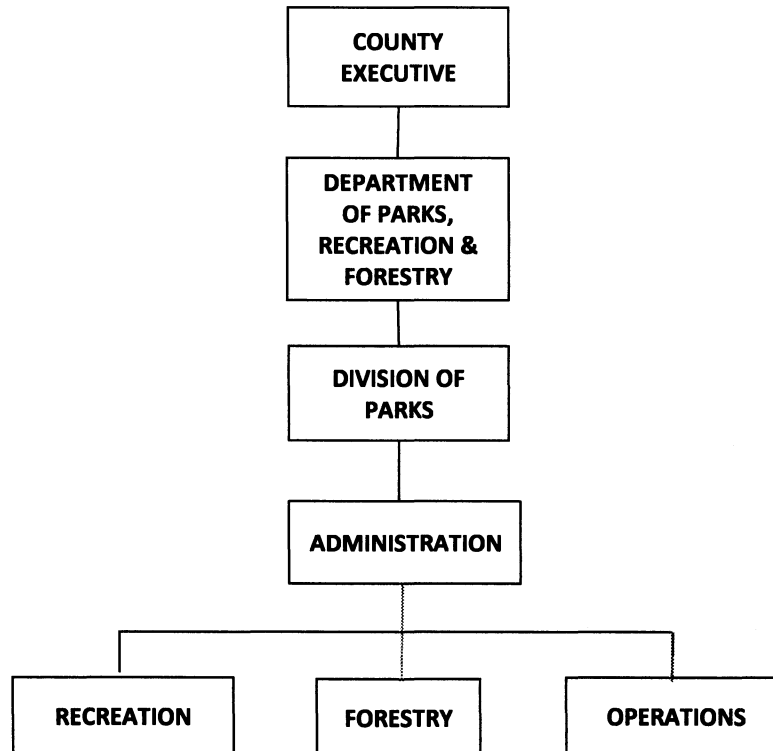 COUNTY
EXECUTIVE
DEPARTMENT
OF PARKS,
RECREATION &
FORESTRY
DIVISION OF
PARKS
ADMINISTRATION
RECREATION
FORESTRY
OPERATIONS